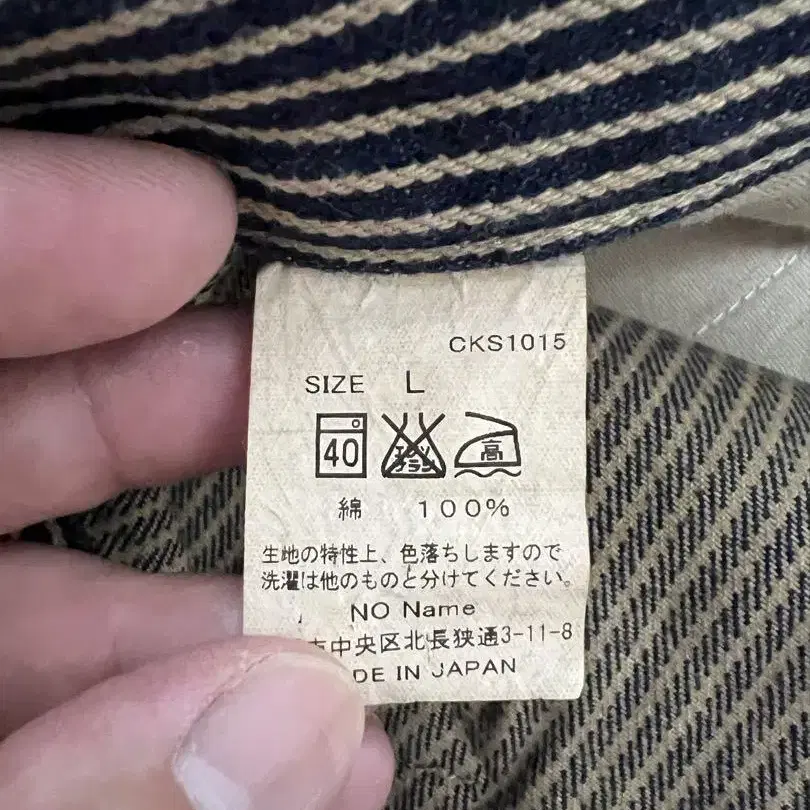 CKS1015
SIZE L
40 高
綿 100%
生地の特性上、色落ちしますので
洗濯は他のものと分けてください。
NO Name
市中央区北長狭通3-11-8
DE IN JAPAN